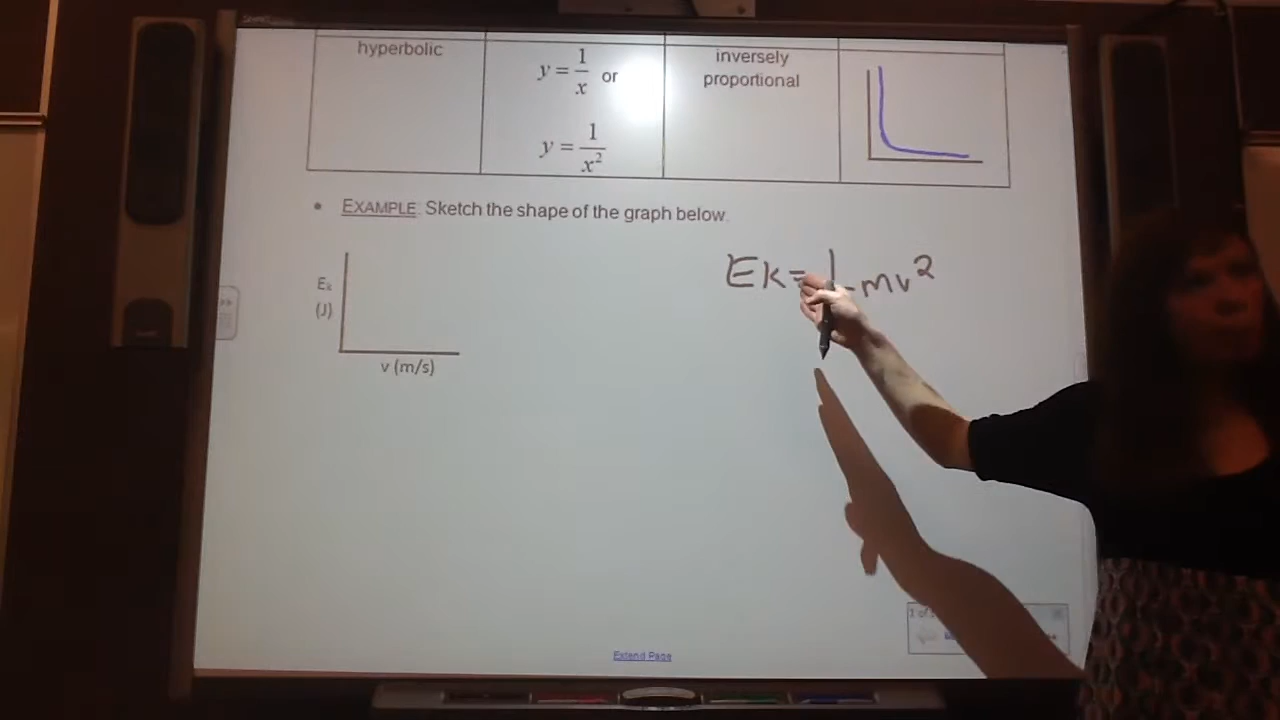 hyperbolic
y = 1/x or
y = 1/x²
inversely
proportional
• EXAMPLE: Sketch the shape of the graph below.
Ek
(J)
v (m/s)
Ek = 1 mv²
Extend Page